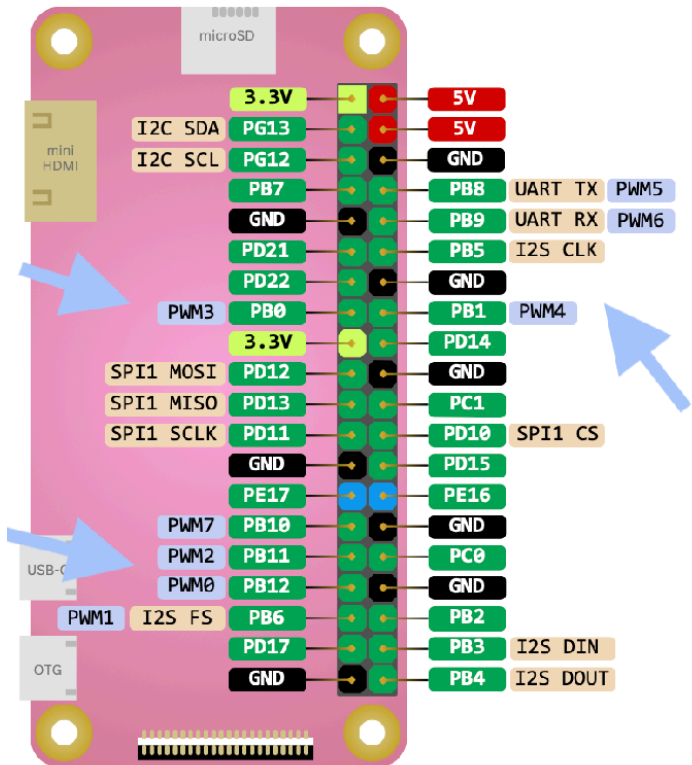 microSD
3.3V 5V
I2C SDA PG13 5V
mini
HDMI
I2C SCL PG12 GND
PB7 PB8 UART TX PWM5
GND PB9 UART RX PWM6
PD21 PB5 I2S CLK
PD22 GND
PWM3 PB0 PB1 PWM4
3.3V PD14
SPI1 MOSI PD12 GND
SPI1 MISO PD13 PC1
SPI1 SCLK PD11 PD10 SPI1 CS
GND PD15
PE17 PE16
PWM7 PB10 GND
PWM2 PB11 PC0
USB-C
PWM0 PB12 GND
PWM1 I2S FS PB6 PB2
PD17 PB3 I2S DIN
OTG
GND PB4 I2S DOUT